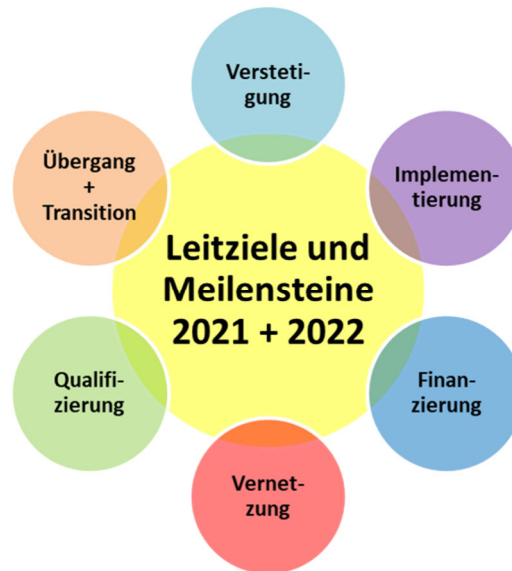 Versteti-
gung
Implemen-
tierung
Finan-
zierung
Vernet-
zung
Qualifi-
zierung
Übergang
+
Transition
Leitziele und
Meilensteine
2021 + 2022